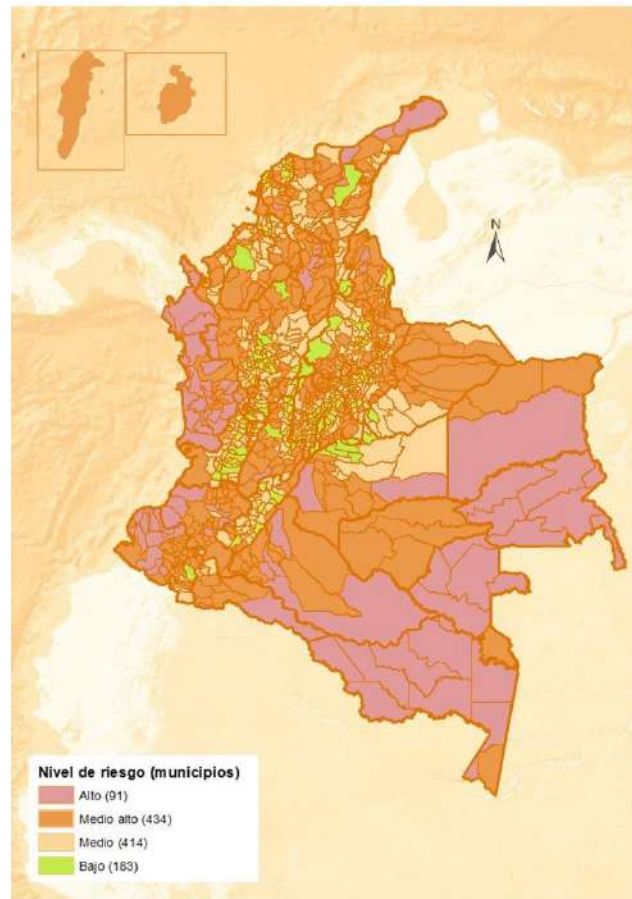 N
Nivel de riesgo (municipios)
Alto (91)
Medio alto (434)
Medio (414)
Bajo (183)